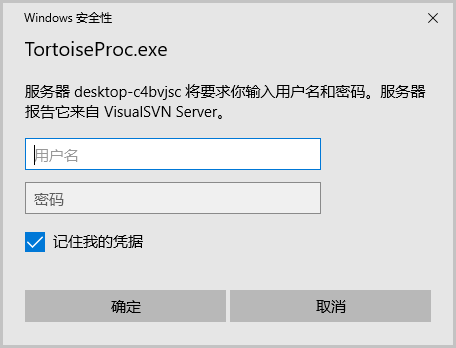 Windows 安全性
TortoiseProc.exe
服务器 desktop-c4bvjsc 将要求你输入用户名和密码。服务器
报告它来自 VisualSVN Server。
用户名
密码
记住我的凭据
确定
取消